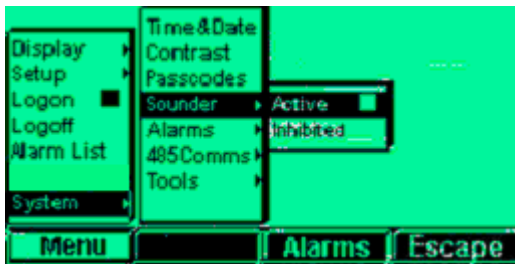 Display
Setup
Logon
Logoff
Alarm List
System
Time&Date
Contrast
Passcodes
Sounder
Alarms
485Comms
Tools
Active
Inhibited
Menu
Alarms
Escape